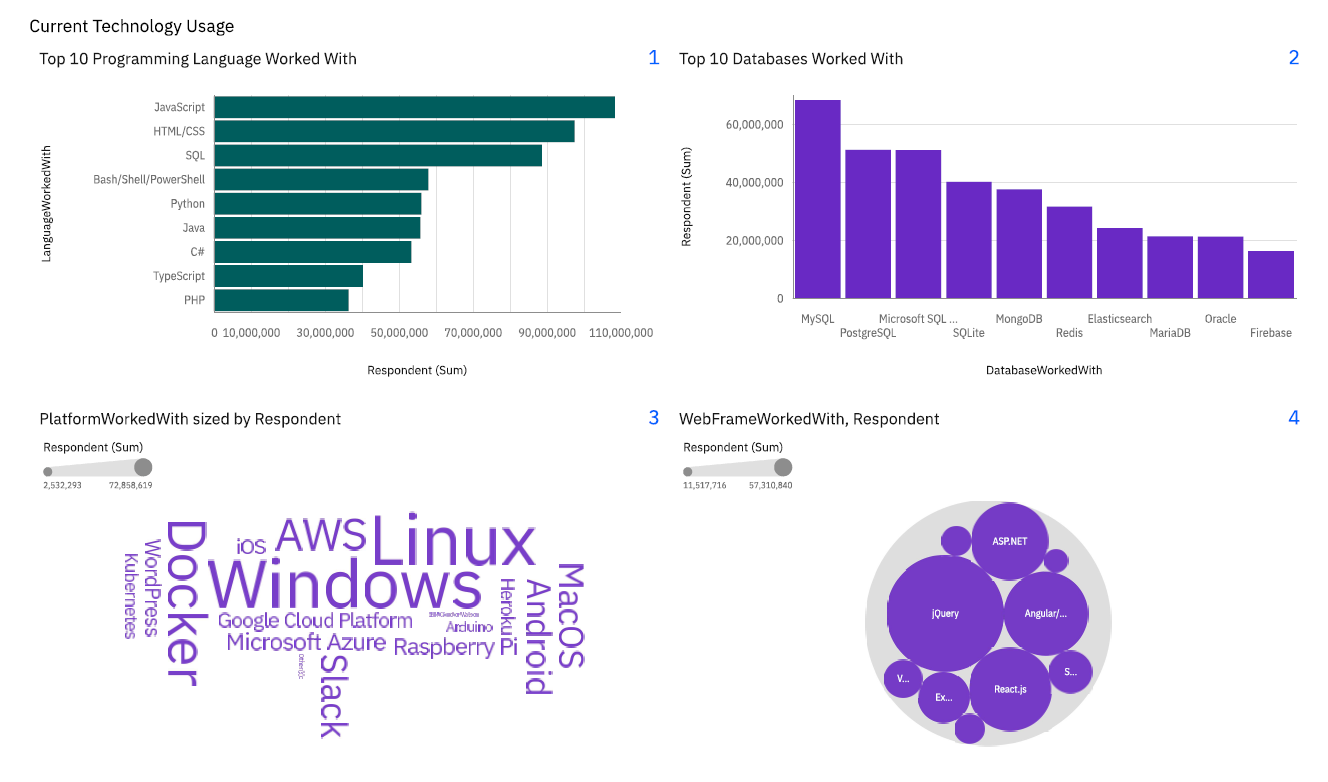 Current Technology Usage
Top 10 Programming Language Worked With
1
LanguageWorkedWith
JavaScript
HTML/CSS
SQL
Bash/Shell/PowerShell
Python
Java
C#
TypeScript
PHP
0 10,000,000 30,000,000 50,000,000 70,000,000 90,000,000 110,000,000
Respondent (Sum)
Top 10 Databases Worked With
2
Respondent (Sum)
60,000,000
40,000,000
20,000,000
0
MySQL
PostgreSQL
Microsoft SQL ...
SQLite
MongoDB
Redis
Elasticsearch
MariaDB
Oracle
Firebase
DatabaseWorkedWith
PlatformWorkedWith sized by Respondent
3
Respondent (Sum)
2,532,293 72,858,619
Kubernetes
WordPress
Docker
iOS
AWS
Linux
Windows
Google Cloud Platform
Arduino
Microsoft Azure
Raspberry Pi
Slack
Heroku
Android
MacOS
WebFrameWorkedWith, Respondent
4
Respondent (Sum)
11,517,716 57,310,840
ASP.NET
jQuery
Angular/...
V...
Ex...
React.js
S...